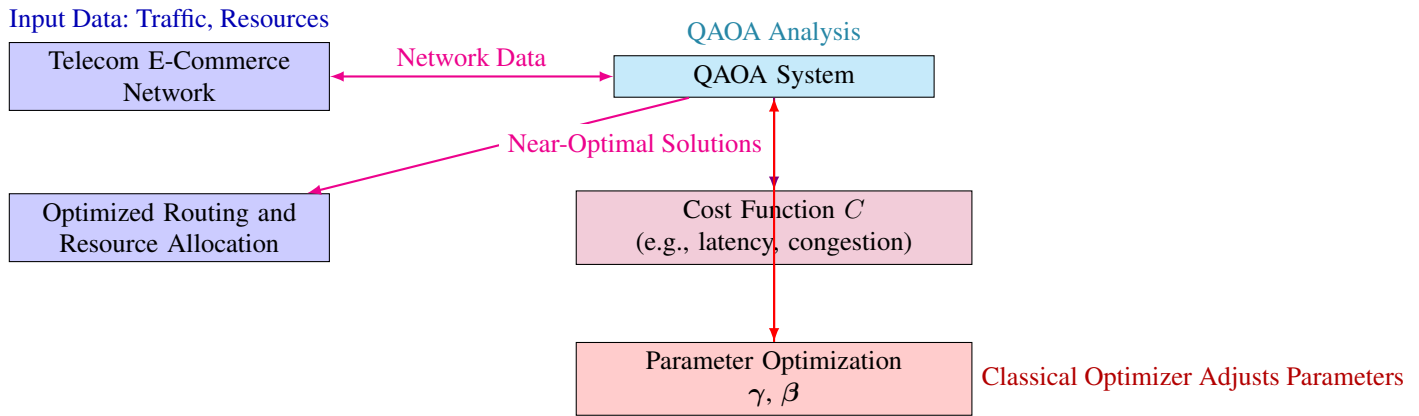 Input Data: Traffic, Resources
Telecom E-Commerce
Network
Network Data
QAOA Analysis
QAOA System
Near-Optimal Solutions
Optimized Routing and
Resource Allocation
Cost Function C
(e.g., latency, congestion)
Parameter Optimization
γ, β
Classical Optimizer Adjusts Parameters